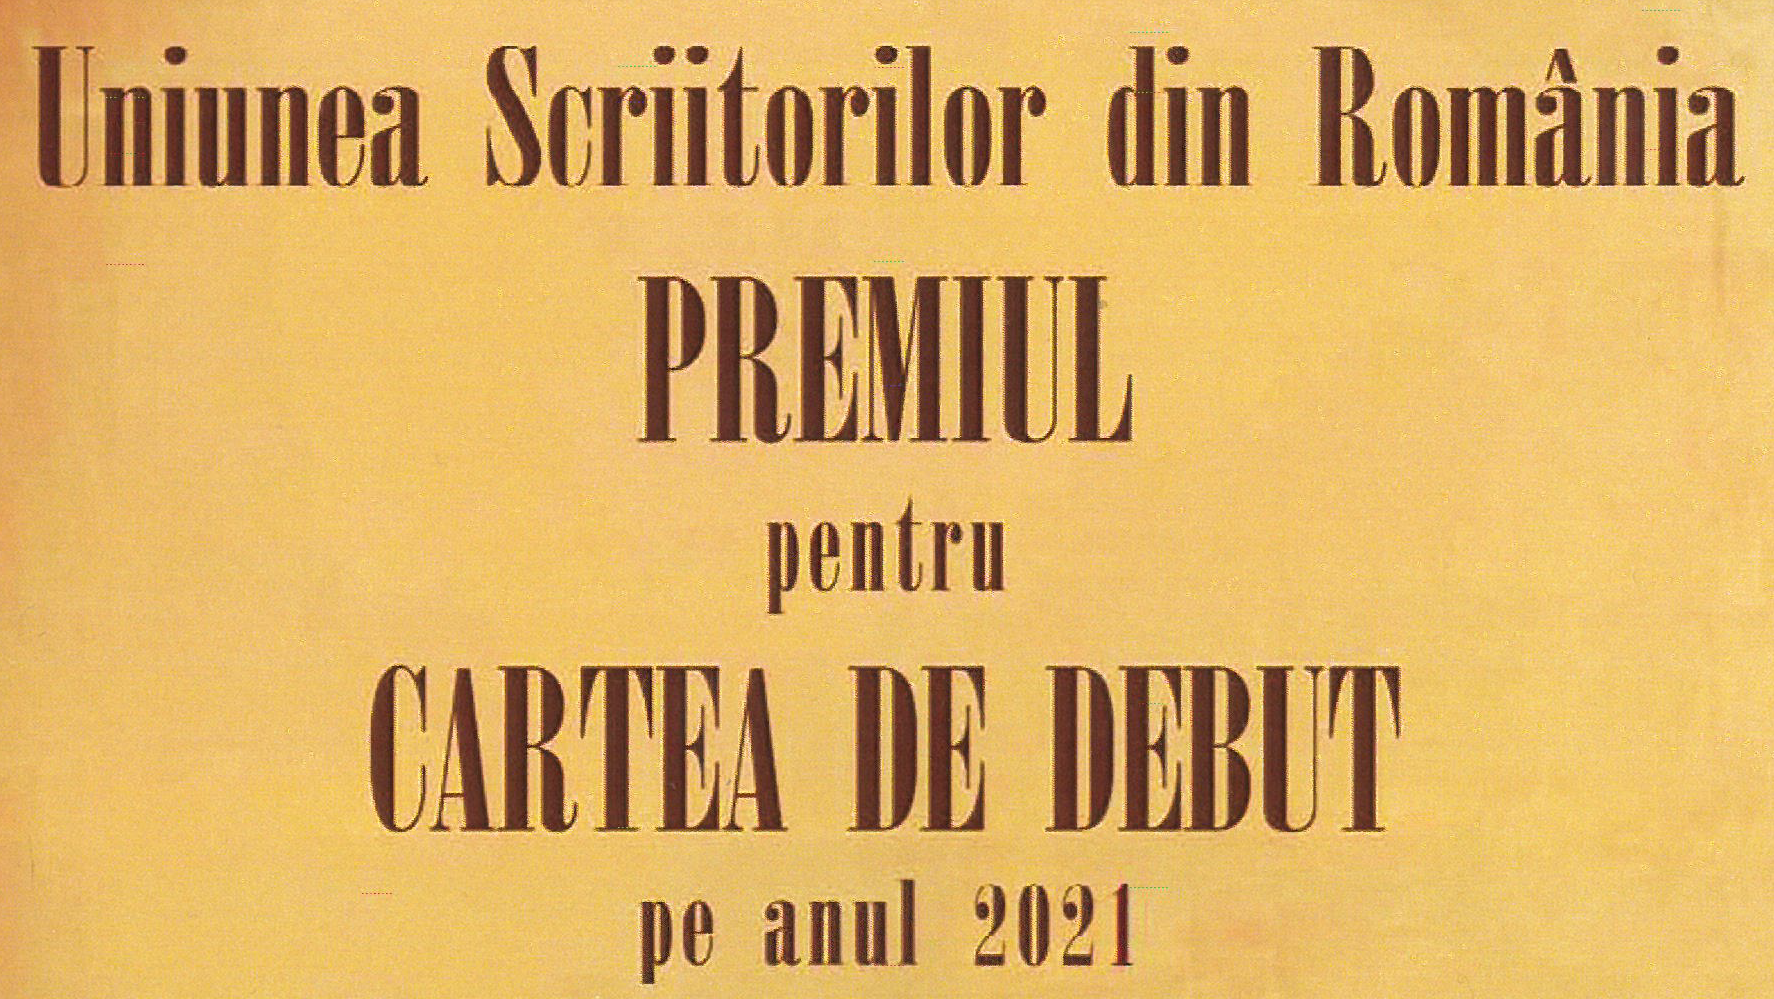 Uniunea Scriitorilor din România
PREMIUL
pentru
CARTEA DE DEBUT
pe anul 2021